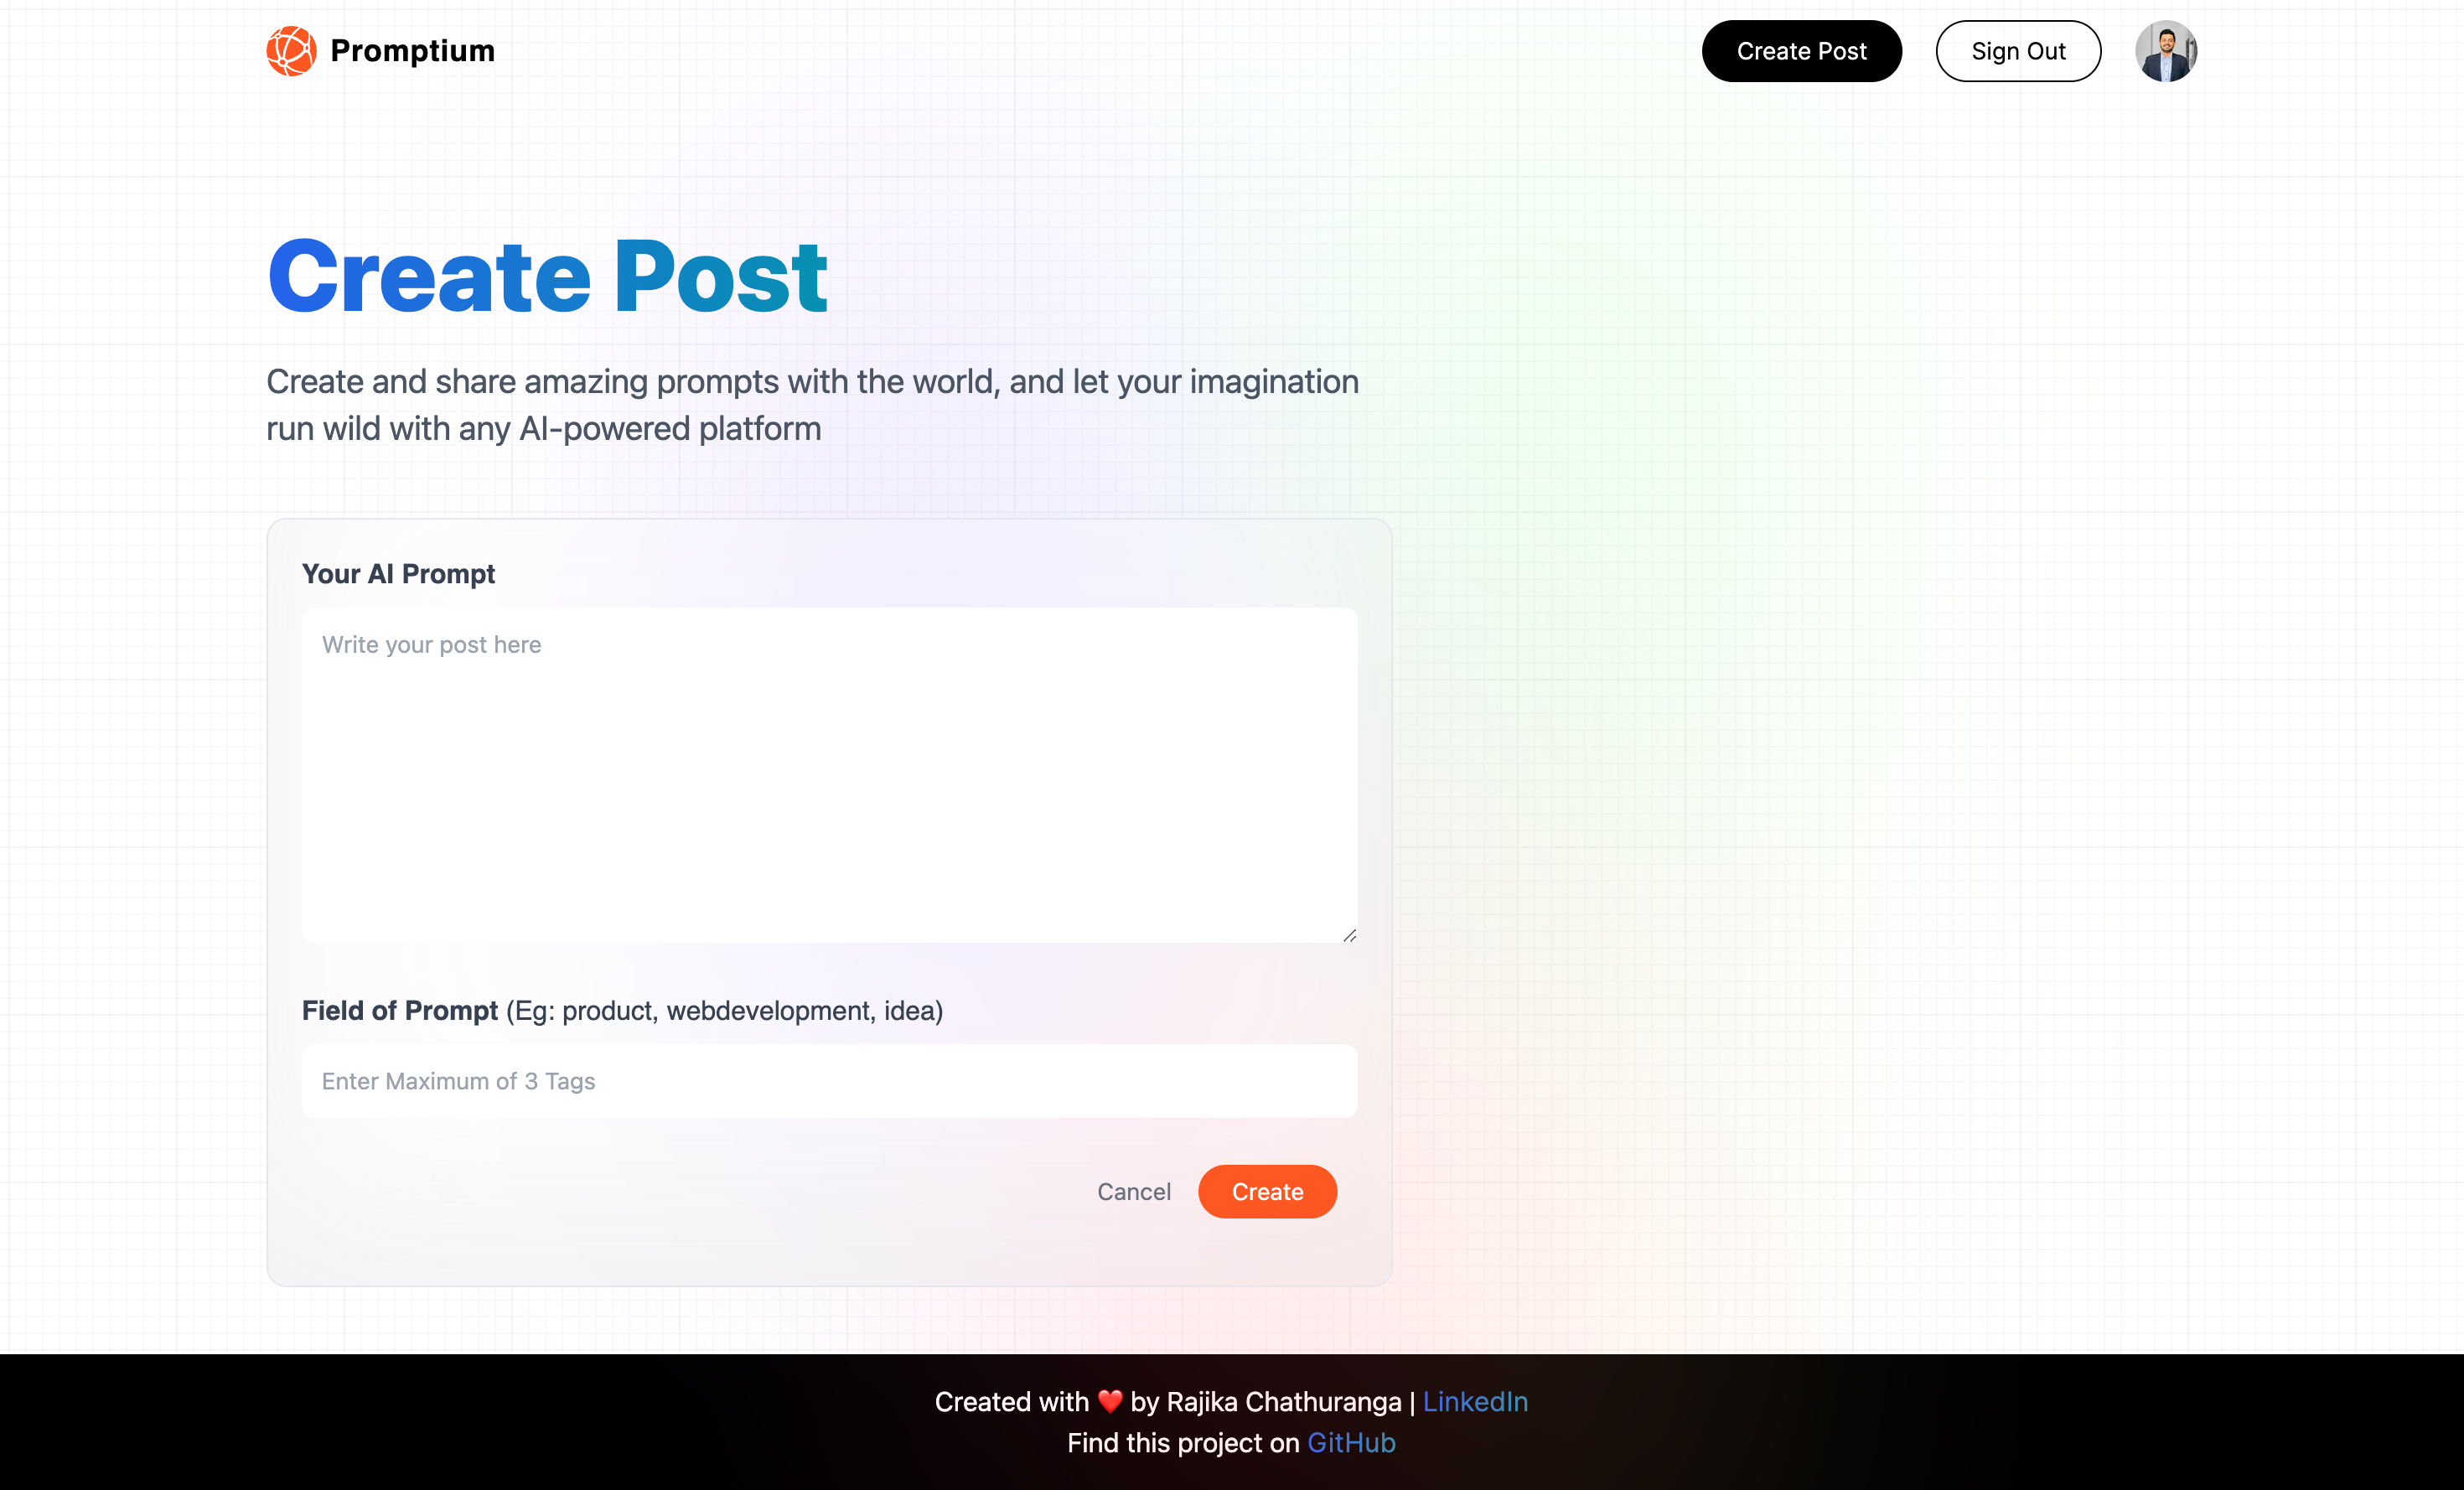 Promptium
Create Post
Sign Out
Create Post
Create and share amazing prompts with the world, and let your imagination
run wild with any AI-powered platform
Your AI Prompt
Write your post here
Field of Prompt (Eg: product, webdevelopment, idea)
Enter Maximum of 3 Tags
Cancel
Create
Created with ❤️ by Rajika Chathuranga | LinkedIn
Find this project on GitHub